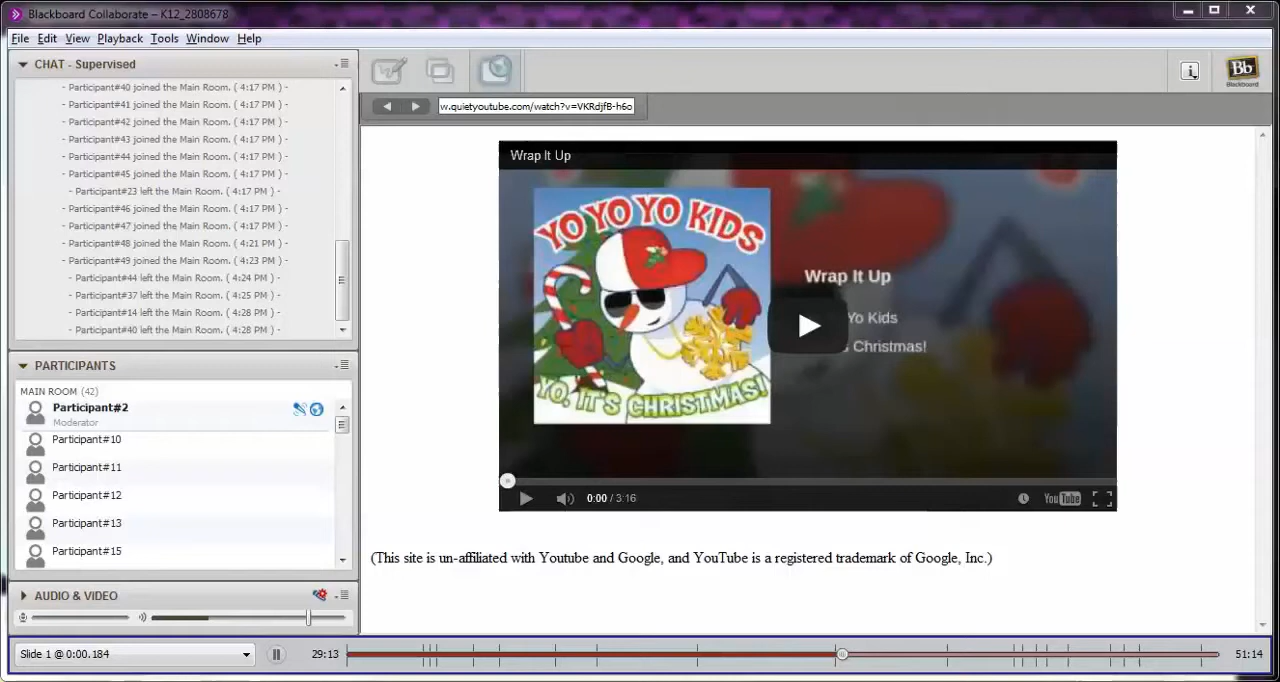 Blackboard Collaborate – K12_2808678
File Edit View Playback Tools Window Help
CHAT - Supervised
- Participant#40 joined the Main Room. ( 4:17 PM ) -
- Participant#41 joined the Main Room. ( 4:17 PM ) -
- Participant#42 joined the Main Room. ( 4:17 PM ) -
- Participant#43 joined the Main Room. ( 4:17 PM ) -
- Participant#44 joined the Main Room. ( 4:17 PM ) -
- Participant#45 joined the Main Room. ( 4:17 PM ) -
- Participant#23 left the Main Room. ( 4:17 PM ) -
- Participant#46 joined the Main Room. ( 4:17 PM ) -
- Participant#47 joined the Main Room. ( 4:17 PM ) -
- Participant#48 joined the Main Room. ( 4:21 PM ) -
- Participant#49 joined the Main Room. ( 4:23 PM ) -
- Participant#44 left the Main Room. ( 4:24 PM ) -
- Participant#37 left the Main Room. ( 4:25 PM ) -
- Participant#14 left the Main Room. ( 4:28 PM ) -
- Participant#40 left the Main Room. ( 4:28 PM ) -
PARTICIPANTS
MAIN ROOM (42)
Participant#2
Moderator
Participant#10
Participant#11
Participant#12
Participant#13
Participant#15
AUDIO & VIDEO
Bb
Blackboard
w.quietyoutube.com/watch?v=VKRdjfB-h6o
Wrap It Up
YO YO YO KIDS
YO, IT'S CHRISTMAS!
Wrap It Up
Yo Kids
s Christmas!
0:00 / 3:16
YouTube
(This site is un-affiliated with Youtube and Google, and YouTube is a registered trademark of Google, Inc.)
Slide 1 @ 0:00.184
29:13
51:14